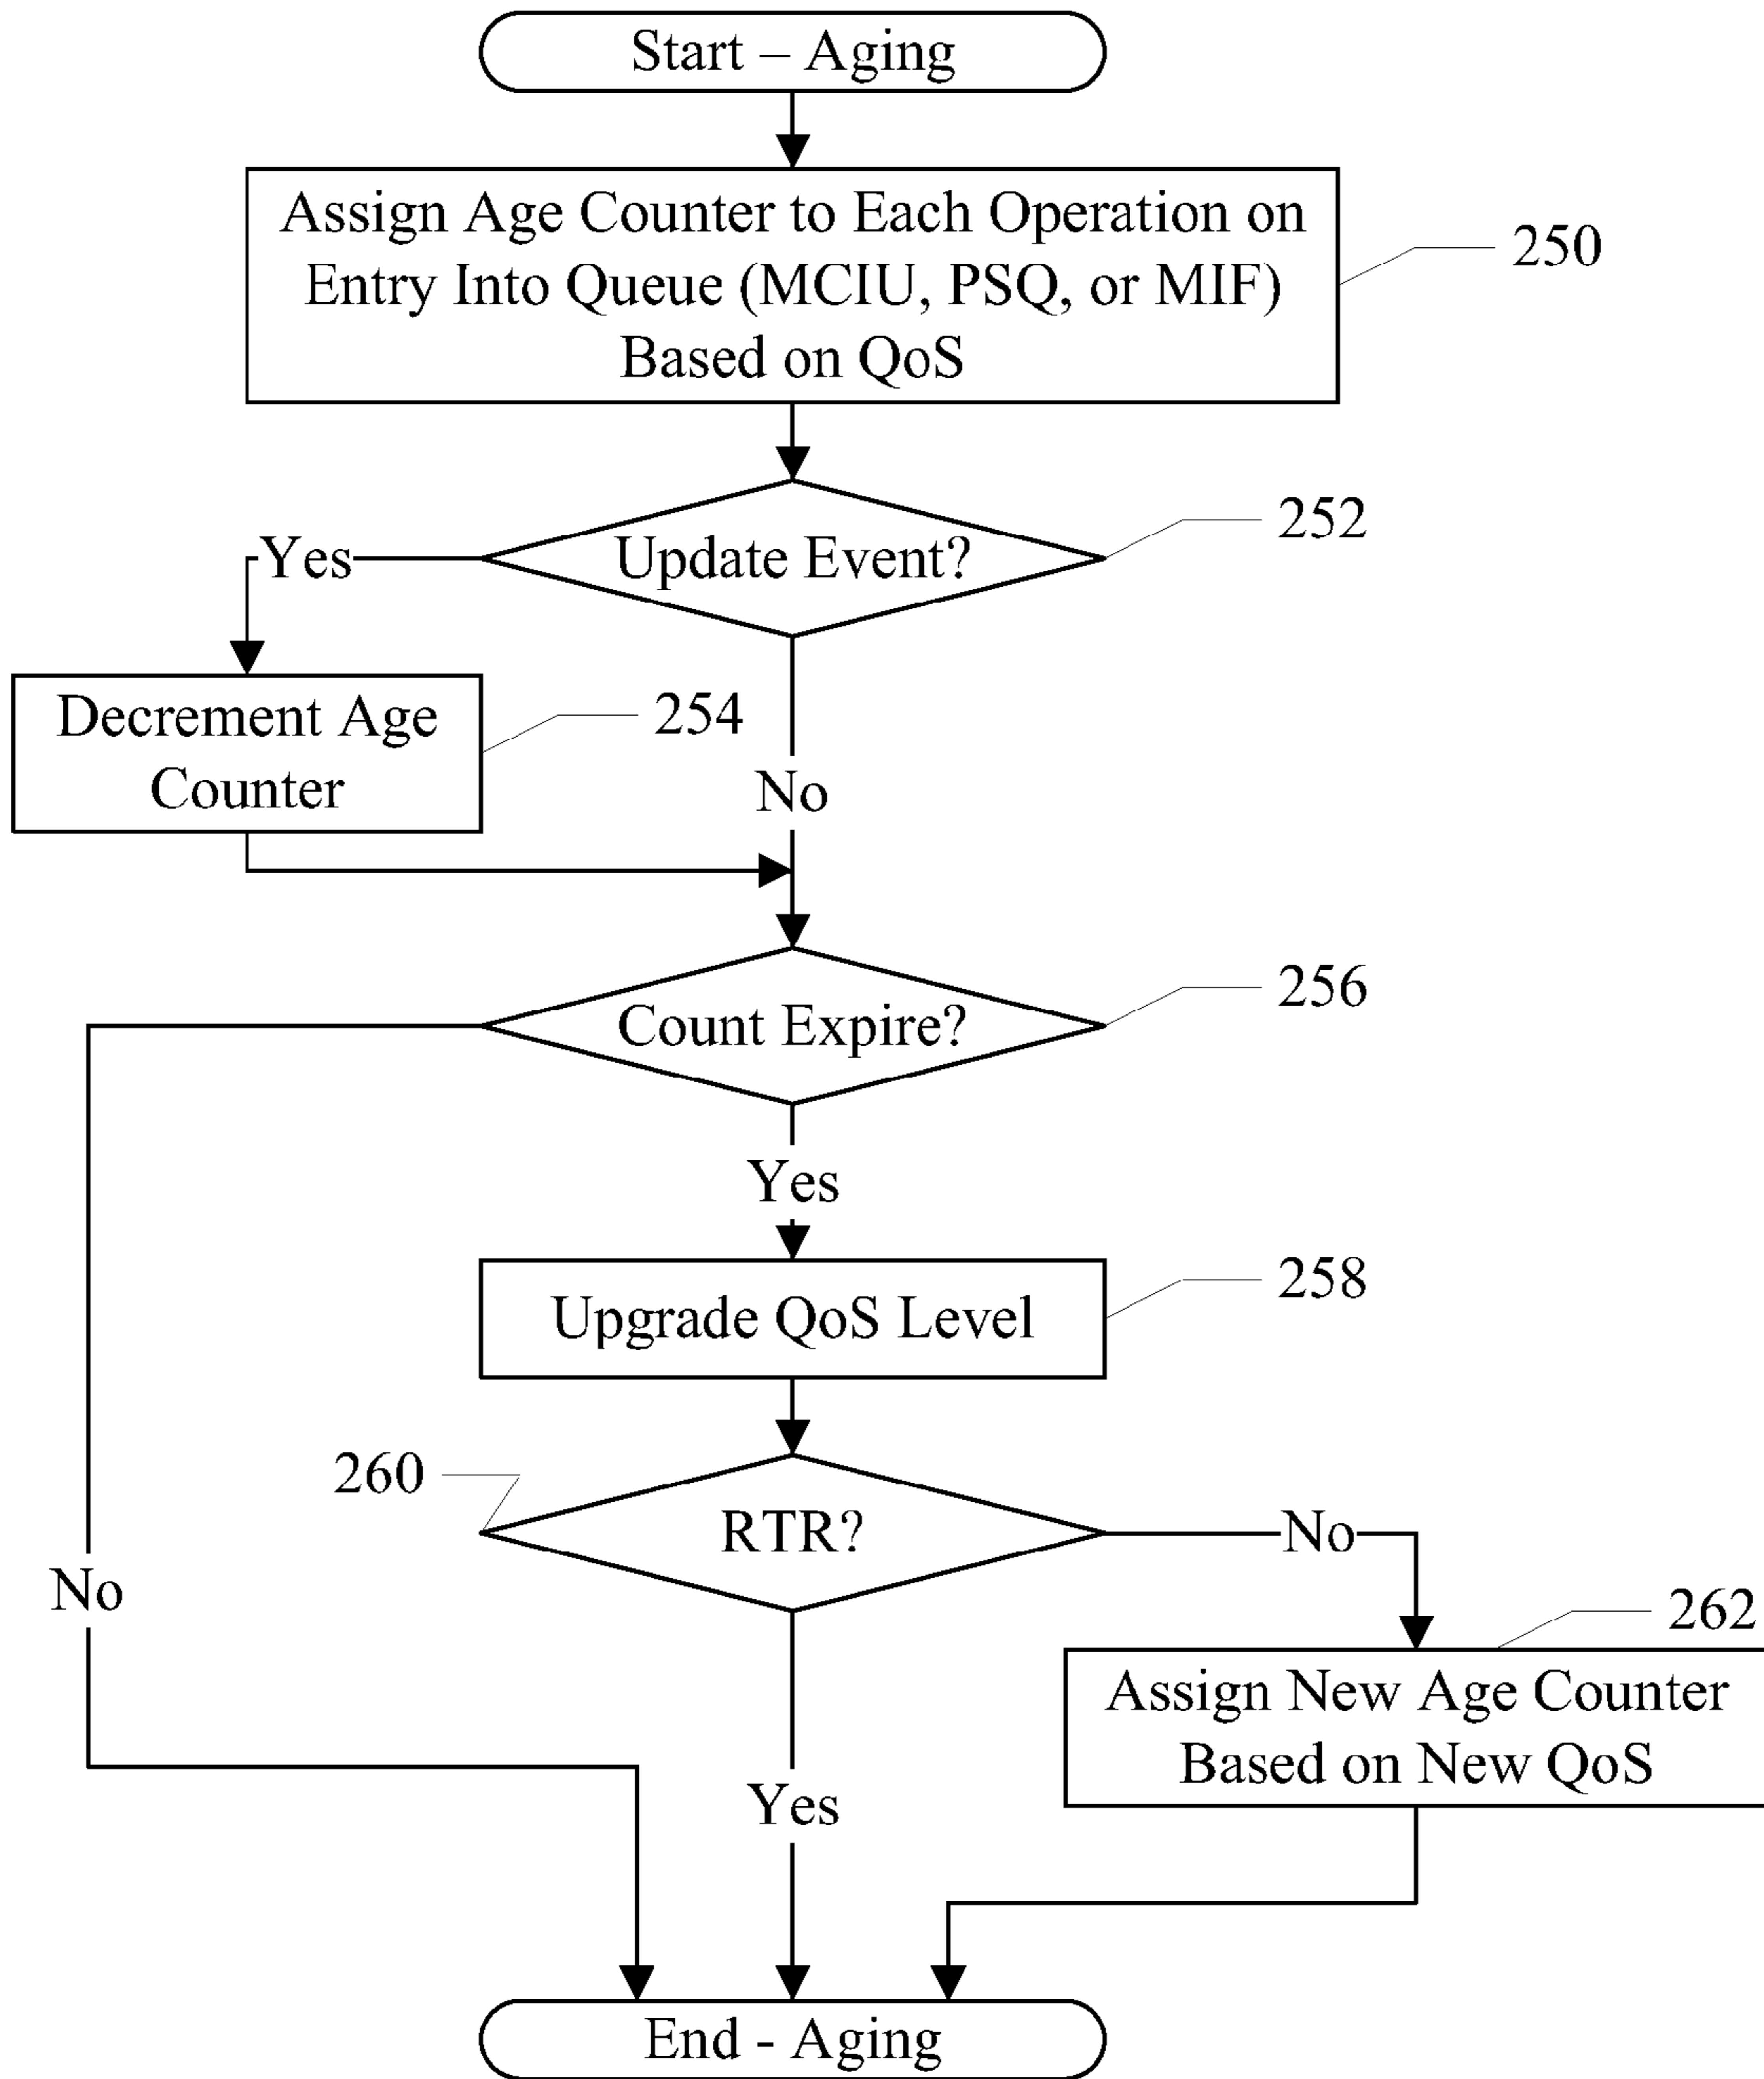 Start – Aging
Assign Age Counter to Each Operation on
Entry Into Queue (MCIU, PSQ, or MIF)
Based on QoS
250
252
Update Event?
Yes
Decrement Age
Counter
254
No
256
Count Expire?
Yes
258
Upgrade QoS Level
260
RTR?
No
No
262
Assign New Age Counter
Based on New QoS
Yes
End - Aging